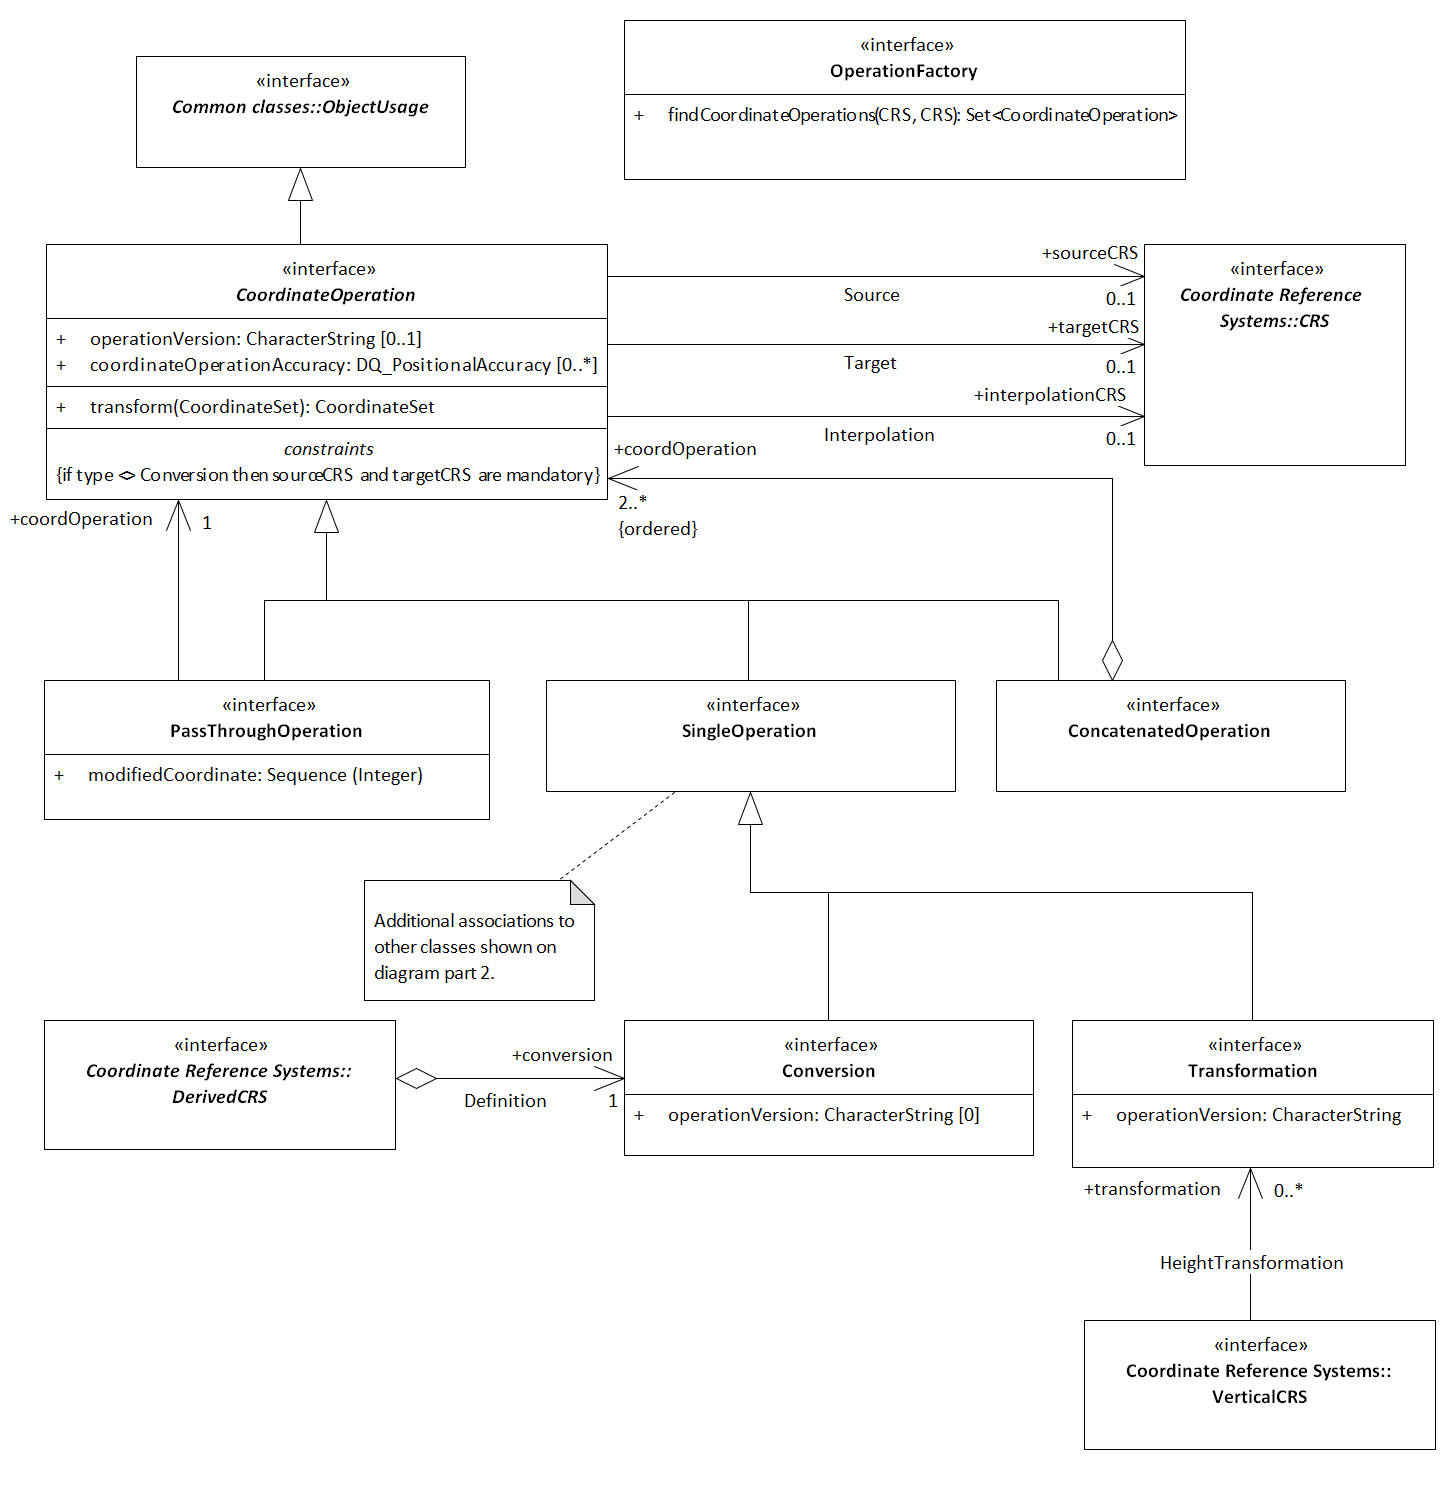 «interface»
OperationFactory
+ findCoordinateOperations(CRS, CRS): Set<CoordinateOperation>
«interface»
Common classes::ObjectUsage
«interface»
CoordinateOperation
+ operationVersion: CharacterString [0..1]
+ coordinateOperationAccuracy: DQ_PositionalAccuracy [0..*]
+ transform(CoordinateSet): CoordinateSet
constraints
{if type <> Conversion then sourceCRS and targetCRS are mandatory}
+sourceCRS
Source
0..1
+targetCRS
Target
0..1
+interpolationCRS
Interpolation
0..1
«interface»
Coordinate Reference
Systems::CRS
+coordOperation
2..*
{ordered}
+coordOperation
1
«interface»
PassThroughOperation
+ modifiedCoordinate: Sequence (Integer)
«interface»
SingleOperation
«interface»
ConcatenatedOperation
Additional associations to
other classes shown on
diagram part 2.
«interface»
Coordinate Reference Systems::
DerivedCRS
+conversion
Definition
1
«interface»
Conversion
+ operationVersion: CharacterString [0]
«interface»
Transformation
+ operationVersion: CharacterString
+transformation
0..*
HeightTransformation
«interface»
Coordinate Reference Systems::
VerticalCRS